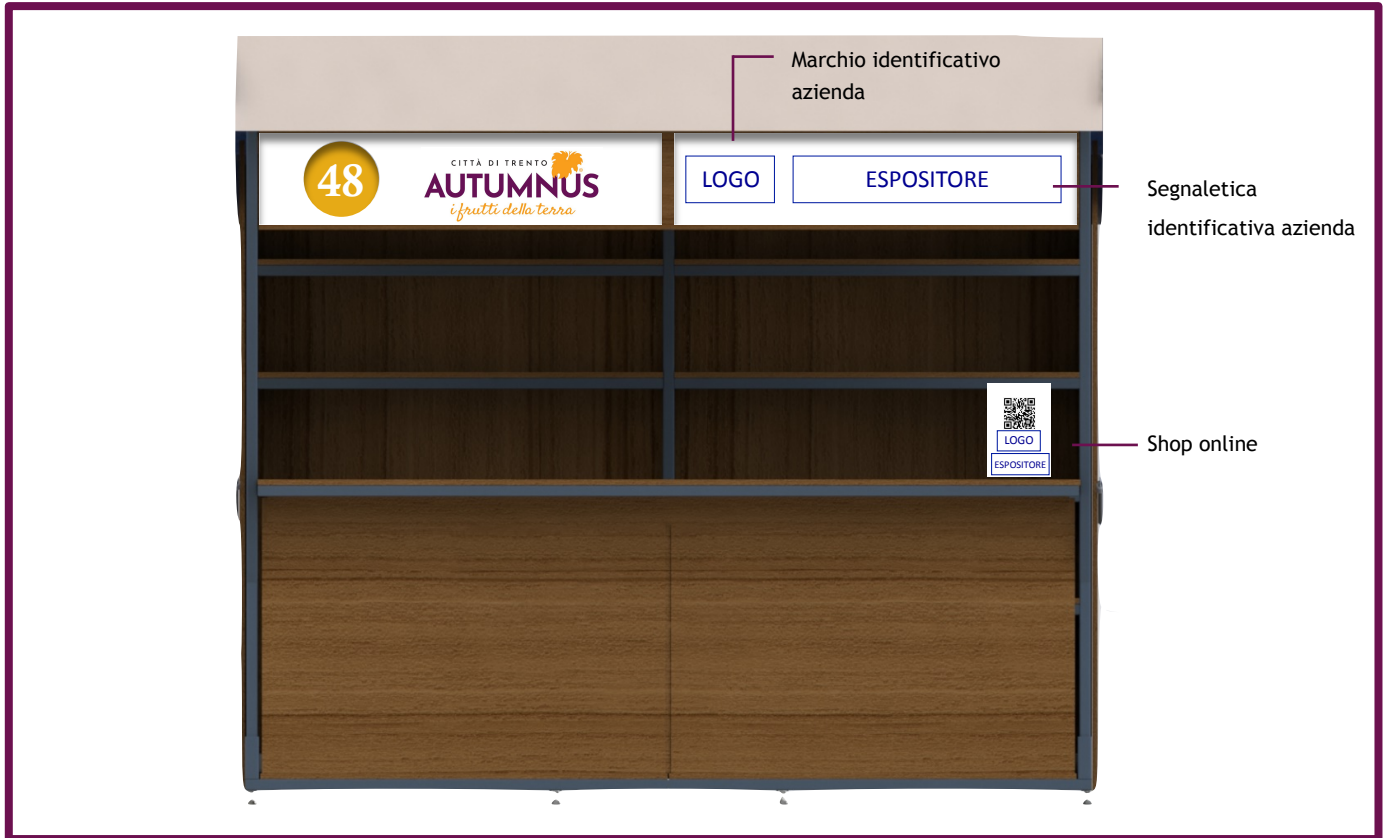 Marchio identificativo
azienda
48
CITTÀ DI TRENTO
AUTUMNUS
i frutti della terra
LOGO
ESPOSITORE
Segnaletica
identificativa azienda
LOGO
ESPOSITORE
Shop online